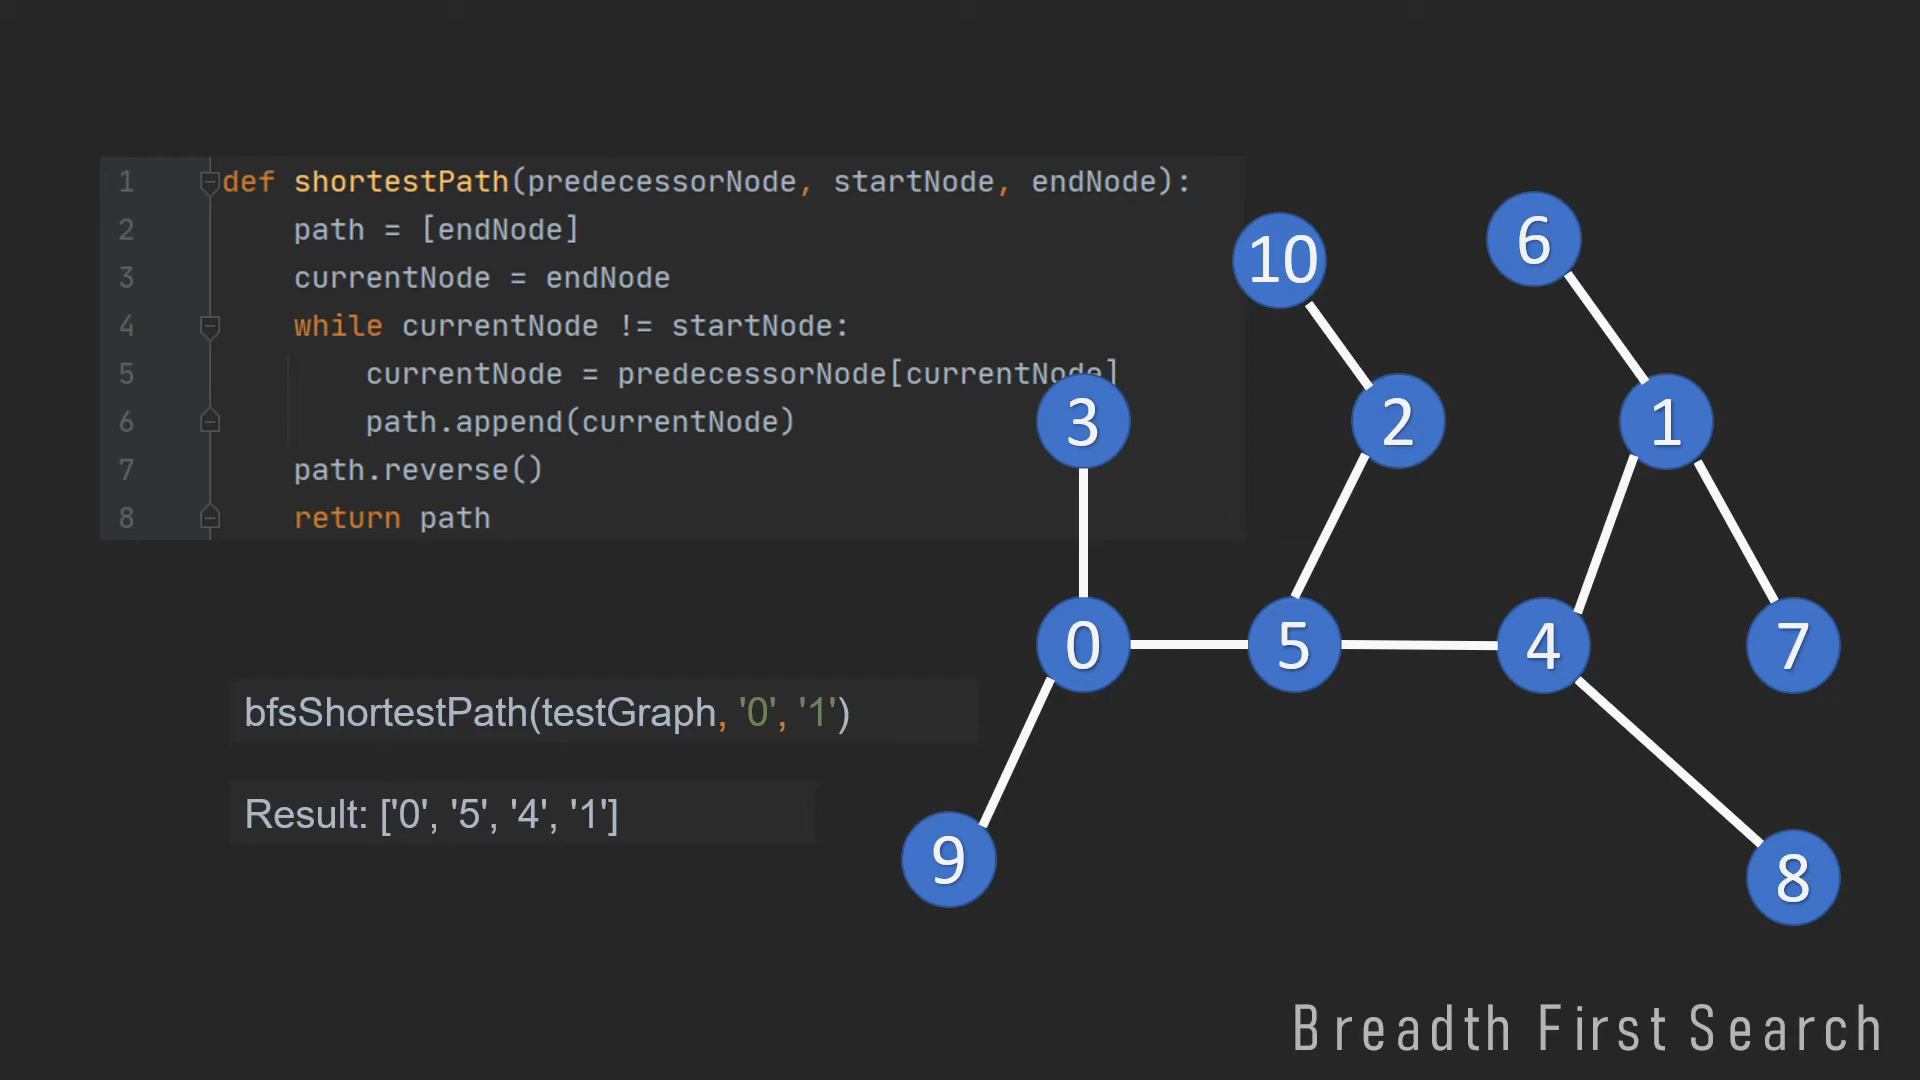 1 def shortestPath(predecessorNode, startNode, endNode):
2 path = [endNode]
3 currentNode = endNode
4 while currentNode != startNode:
5 currentNode = predecessorNode[currentNode]
6 path.append(currentNode)
7 path.reverse()
8 return path
10
6
3
2
1
0
5
4
7
bfsShortestPath(testGraph, '0', '1')
Result: ['0', '5', '4', '1']
9
8
Breadth First Search